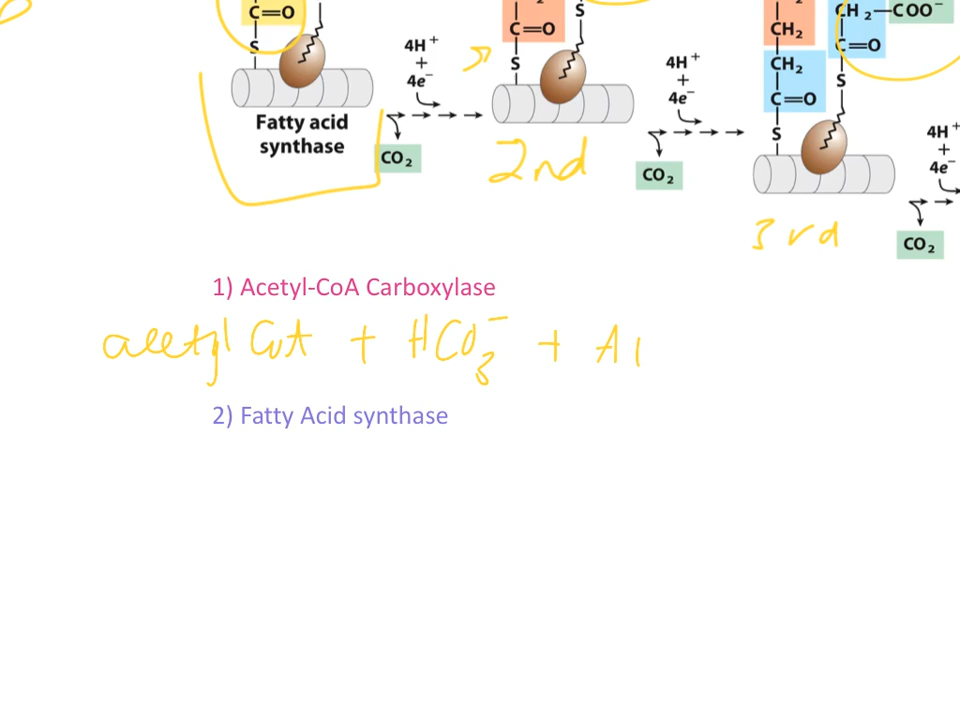 C=O
S
Fatty acid
synthase
4H⁺
+
4e⁻
CO₂
C=O
S
S
2nd
4H⁺
+
4e⁻
CO₂
CH₂
CH₂
C=O
S
CH₂—COO⁻
C=O
S
3rd
4H⁺
+
4e⁻
CO₂
1) Acetyl-CoA Carboxylase
acetyl CoA + HCO₃⁻ + A
2) Fatty Acid synthase